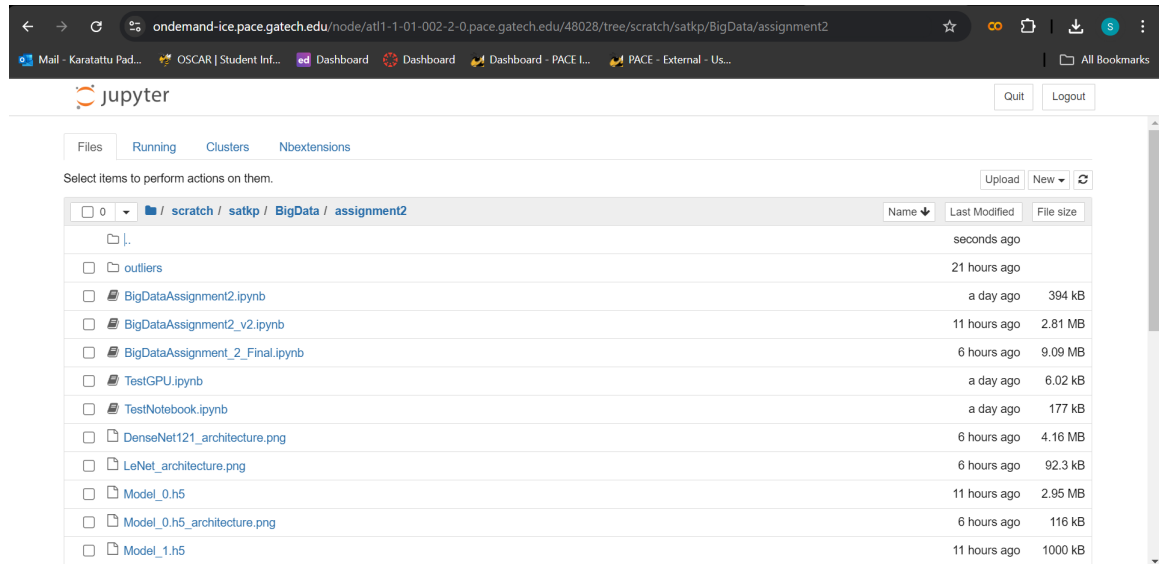 ondemand-ice.pace.gatech.edu/node/atl1-1-01-002-2-0.pace.gatech.edu/48028/tree/scratch/satkp/BigData/assignment2 S
Mail - Karatattu Pad... OSCAR | Student Inf... ed Dashboard Dashboard Dashboard - PACE I... PACE - External - Us... All Bookmarks
jupyter Quit Logout
Files Running Clusters Nbextensions
Select items to perform actions on them. Upload New
0 / scratch / satkp / BigData / assignment2 Name Last Modified File size
.. seconds ago
outliers 21 hours ago
BigDataAssignment2.ipynb a day ago 394 kB
BigDataAssignment2_v2.ipynb 11 hours ago 2.81 MB
BigDataAssignment_2_Final.ipynb 6 hours ago 9.09 MB
TestGPU.ipynb a day ago 6.02 kB
TestNotebook.ipynb a day ago 177 kB
DenseNet121_architecture.png 6 hours ago 4.16 MB
LeNet_architecture.png 6 hours ago 92.3 kB
Model_0.h5 11 hours ago 2.95 MB
Model_0.h5_architecture.png 6 hours ago 116 kB
Model_1.h5 11 hours ago 1000 kB